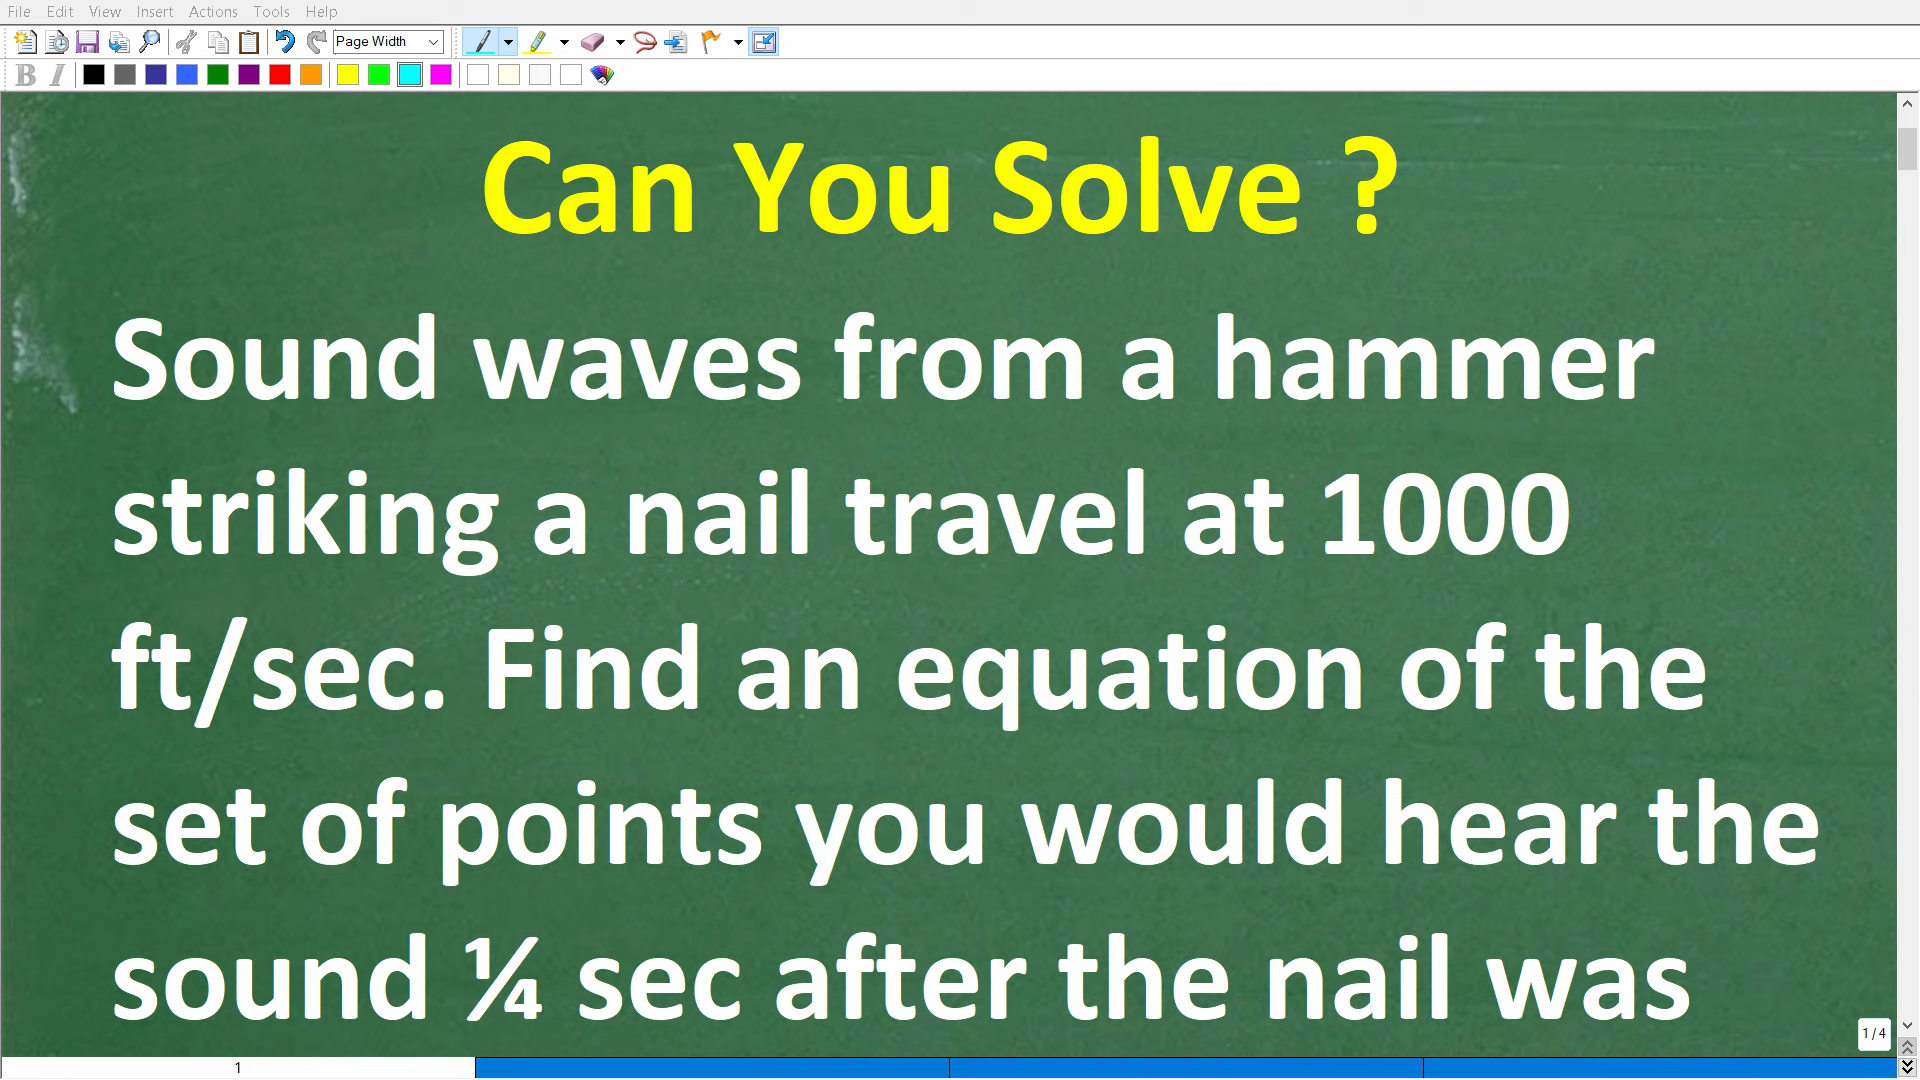 File Edit View Insert Actions Tools Help
Page Width
B I
Can You Solve ?
Sound waves from a hammer
striking a nail travel at 1000
ft/sec. Find an equation of the
set of points you would hear the
sound ¼ sec after the nail was
1 / 4
1